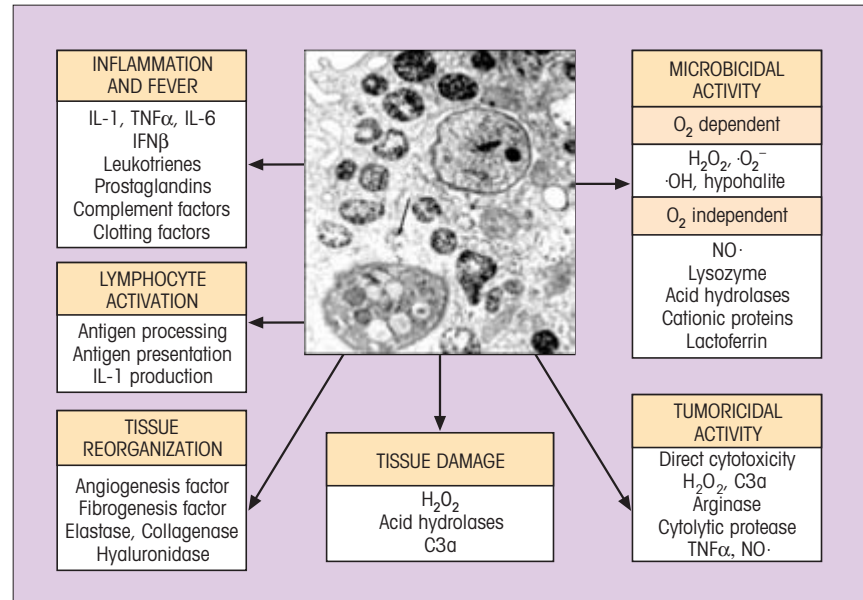 INFLAMMATION
AND FEVER
IL-1, TNFα, IL-6
IFNβ
Leukotrienes
Prostaglandins
Complement factors
Clotting factors
LYMPHOCYTE
ACTIVATION
Antigen processing
Antigen presentation
IL-1 production
TISSUE
REORGANIZATION
Angiogenesis factor
Fibrogenesis factor
Elastase, Collagenase
Hyaluronidase
TISSUE DAMAGE
H₂O₂
Acid hydrolases
C3a
MICROBICIDAL
ACTIVITY
O₂ dependent
H₂O₂, ·O₂⁻
·OH, hypohalite
O₂ independent
NO·
Lysozyme
Acid hydrolases
Cationic proteins
Lactoferrin
TUMORICIDAL
ACTIVITY
Direct cytotoxicity
H₂O₂, C3a
Arginase
Cytolytic protease
TNFα, NO·